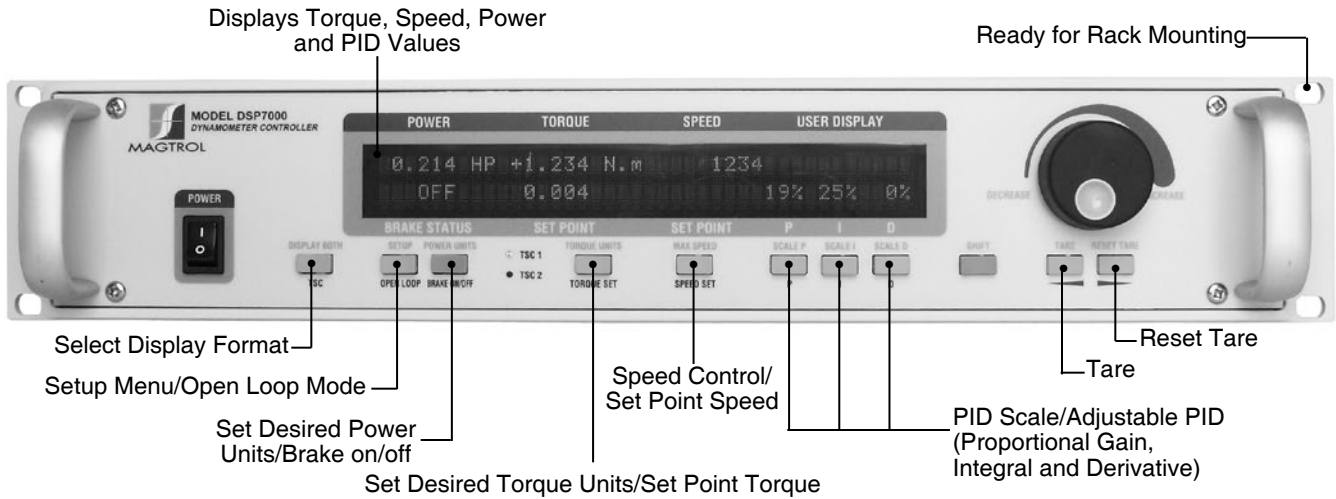 Displays Torque, Speed, Power
and PID Values
Ready for Rack Mounting
MODEL DSP7000
DYNAMOMETER CONTROLLER
MAGTROL
POWER TORQUE SPEED USER DISPLAY
0.214 HP +1.234 N.m 1234
OFF 0.004 19% 25% 0%
BRAKE STATUS SET POINT SET POINT P I D
POWER
I
O
DECREASE INCREASE
DISPLAY BOTH SETUP POWER UNITS TORQUE UNITS MAX SPEED SCALE P SCALE I SCALE D SHIFT TARE RESET TARE
TSC 1
TSC 2
TSC OPEN LOOP BRAKE ON/OFF TORQUE SET SPEED SET P I D
Select Display Format
Setup Menu/Open Loop Mode
Set Desired Power
Units/Brake on/off
Set Desired Torque Units/Set Point Torque
Speed Control/
Set Point Speed
PID Scale/Adjustable PID
(Proportional Gain,
Integral and Derivative)
Tare
Reset Tare